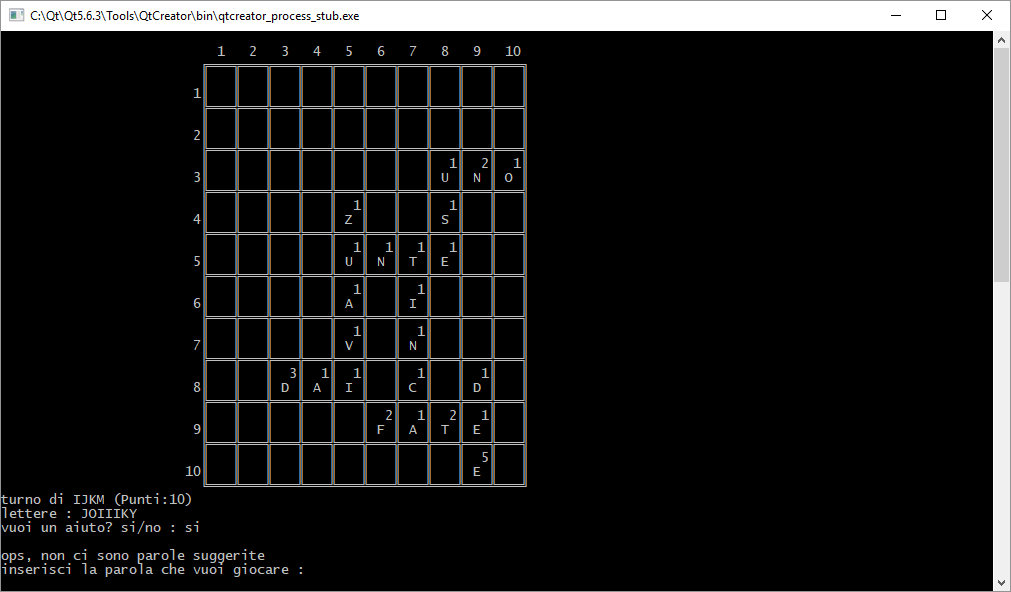 C:\Qt\Qt5.6.3\Tools\QtCreator\bin\qtcreator_process_stub.exe
1 2 3 4 5 6 7 8 9 10
1
2
1 2 1
3 U N O
1 1
4 Z S
1 1 1 1
5 U N T E
1 1
6 A I
1 1
7 V N
3 1 1 1 1
8 D A I C D
2 1 2 1
9 F A T E
5
10 E
turno di IJKM (Punti:10)
lettere : JOIIIKY
vuoi un aiuto? si/no : si
ops, non ci sono parole suggerite
inserisci la parola che vuoi giocare :